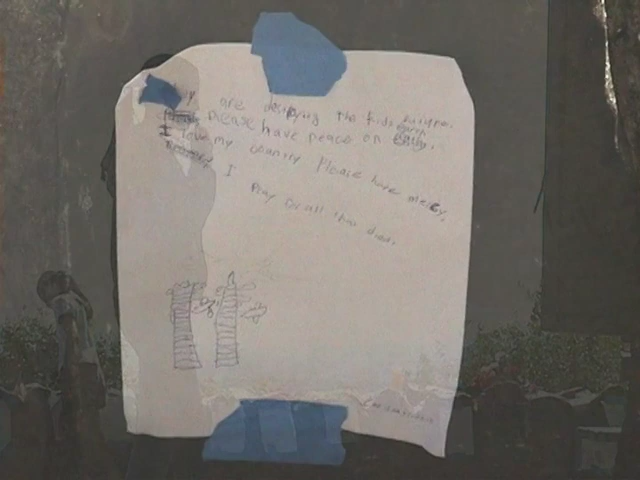 are destroying the kids future.
Please have peace on earth.
I love my country Please have mercy.
I
Pray for all that died.